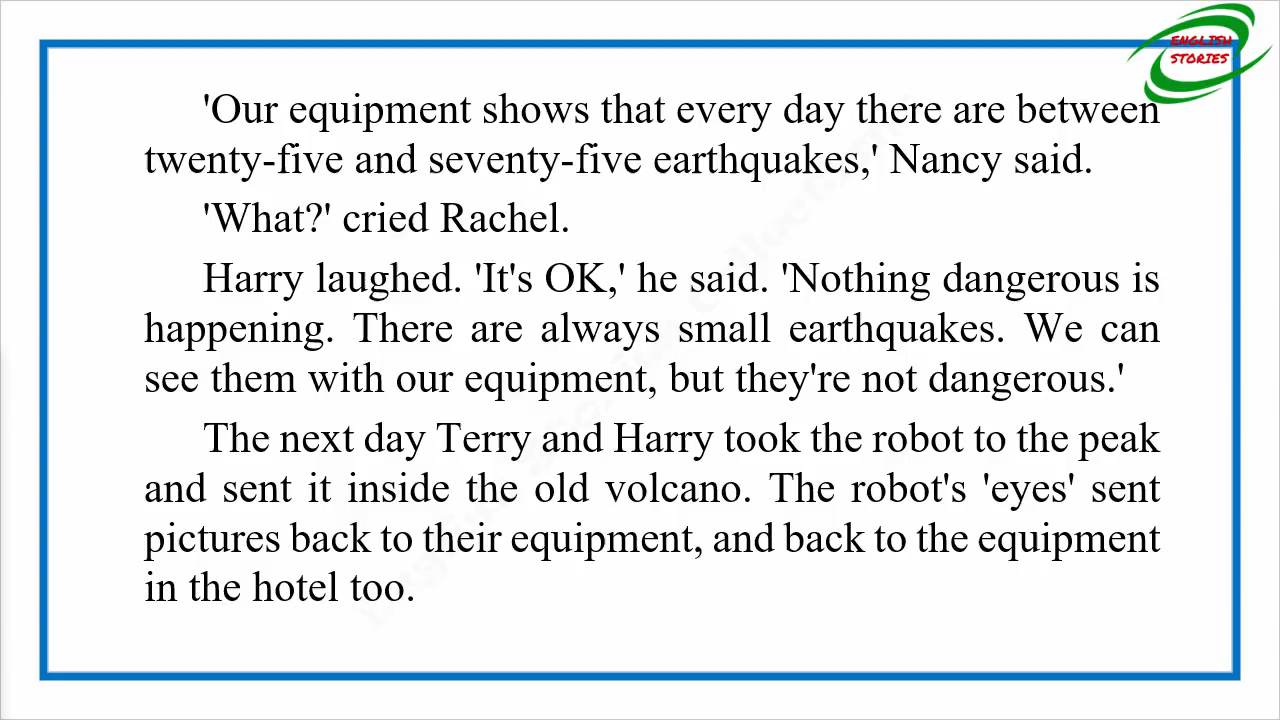 ENGLISH
STORIES
'Our equipment shows that every day there are between
twenty-five and seventy-five earthquakes,' Nancy said.
'What?' cried Rachel.
Harry laughed. 'It's OK,' he said. 'Nothing dangerous is
happening. There are always small earthquakes. We can
see them with our equipment, but they're not dangerous.'
The next day Terry and Harry took the robot to the peak
and sent it inside the old volcano. The robot's 'eyes' sent
pictures back to their equipment, and back to the equipment
in the hotel too.